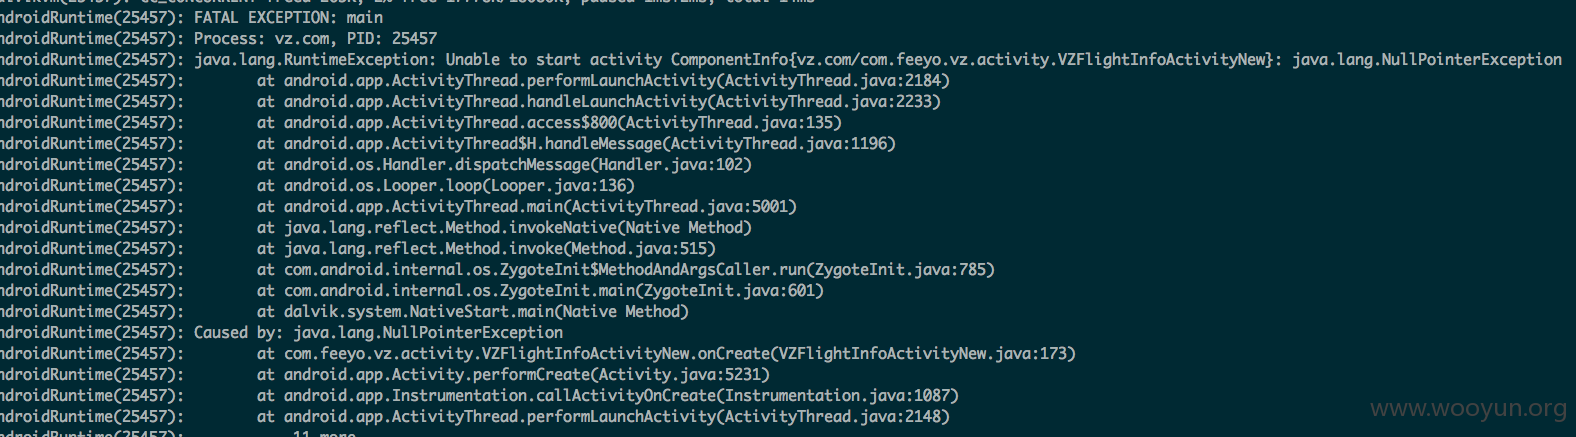 ndroidRuntime(25457): FATAL EXCEPTION: main
ndroidRuntime(25457): Process: vz.com, PID: 25457
ndroidRuntime(25457): java.lang.RuntimeException: Unable to start activity ComponentInfo{vz.com/com.feeyo.vz.activity.VZFlightInfoActivityNew}: java.lang.NullPointerException
ndroidRuntime(25457): at android.app.ActivityThread.performLaunchActivity(ActivityThread.java:2184)
ndroidRuntime(25457): at android.app.ActivityThread.handleLaunchActivity(ActivityThread.java:2233)
ndroidRuntime(25457): at android.app.ActivityThread.access$800(ActivityThread.java:135)
ndroidRuntime(25457): at android.app.ActivityThread$H.handleMessage(ActivityThread.java:1196)
ndroidRuntime(25457): at android.os.Handler.dispatchMessage(Handler.java:102)
ndroidRuntime(25457): at android.os.Looper.loop(Looper.java:136)
ndroidRuntime(25457): at android.app.ActivityThread.main(ActivityThread.java:5001)
ndroidRuntime(25457): at java.lang.reflect.Method.invokeNative(Native Method)
ndroidRuntime(25457): at java.lang.reflect.Method.invoke(Method.java:515)
ndroidRuntime(25457): at com.android.internal.os.ZygoteInit$MethodAndArgsCaller.run(ZygoteInit.java:785)
ndroidRuntime(25457): at com.android.internal.os.ZygoteInit.main(ZygoteInit.java:601)
ndroidRuntime(25457): at dalvik.system.NativeStart.main(Native Method)
ndroidRuntime(25457): Caused by: java.lang.NullPointerException
ndroidRuntime(25457): at com.feeyo.vz.activity.VZFlightInfoActivityNew.onCreate(VZFlightInfoActivityNew.java:173)
ndroidRuntime(25457): at android.app.Activity.performCreate(Activity.java:5231)
ndroidRuntime(25457): at android.app.Instrumentation.callActivityOnCreate(Instrumentation.java:1087)
ndroidRuntime(25457): at android.app.ActivityThread.performLaunchActivity(ActivityThread.java:2148)
ndroidRuntime(25457): ... 11 more
www.wooyun.org